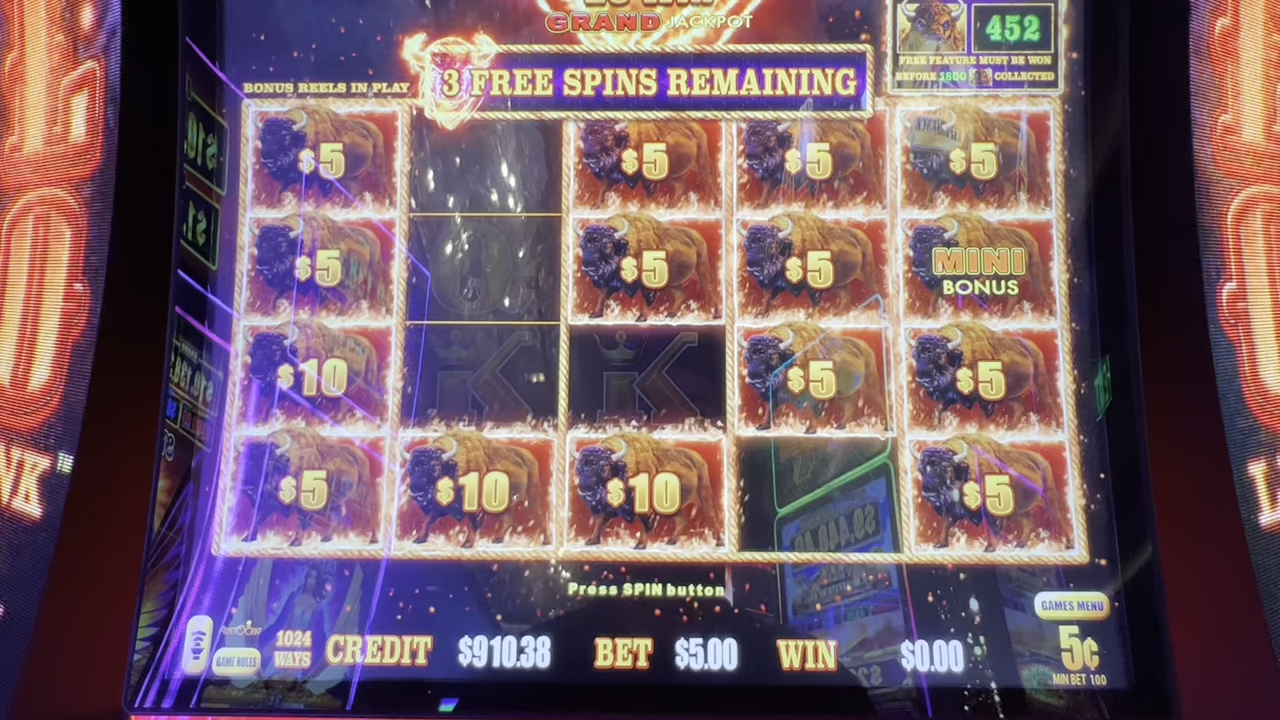 GRAND JACKPOT
452
FREE FEATURE MUST BE WON
BEFORE 1800 COLLECTED
BONUS REELS IN PLAY
3 FREE SPINS REMAINING
$5 $5 $5 $5
$5 $5 $5 MINI BONUS
$10 K K $5 $5
$5 $10 $10 $5
Press SPIN button
GAMES MENU
GAME RULES
1024 WAYS
CREDIT $910.38 BET $5.00 WIN $0.00
5¢
MIN BET 100